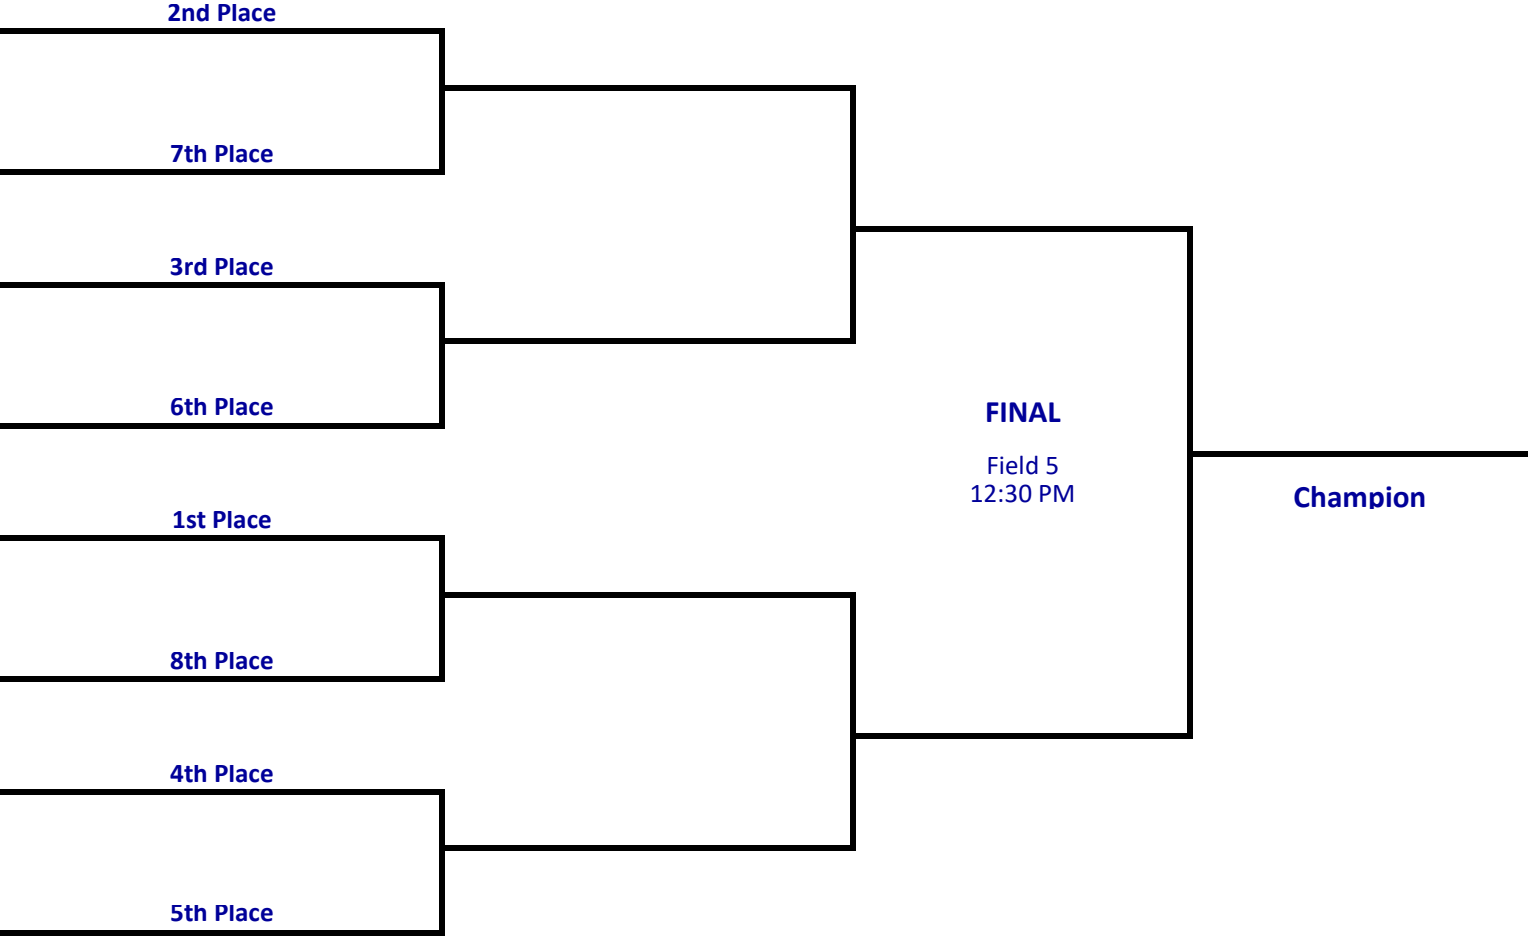 2nd Place
7th Place
3rd Place
6th Place
FINAL
Field 5
12:30 PM
Champion
1st Place
8th Place
4th Place
5th Place